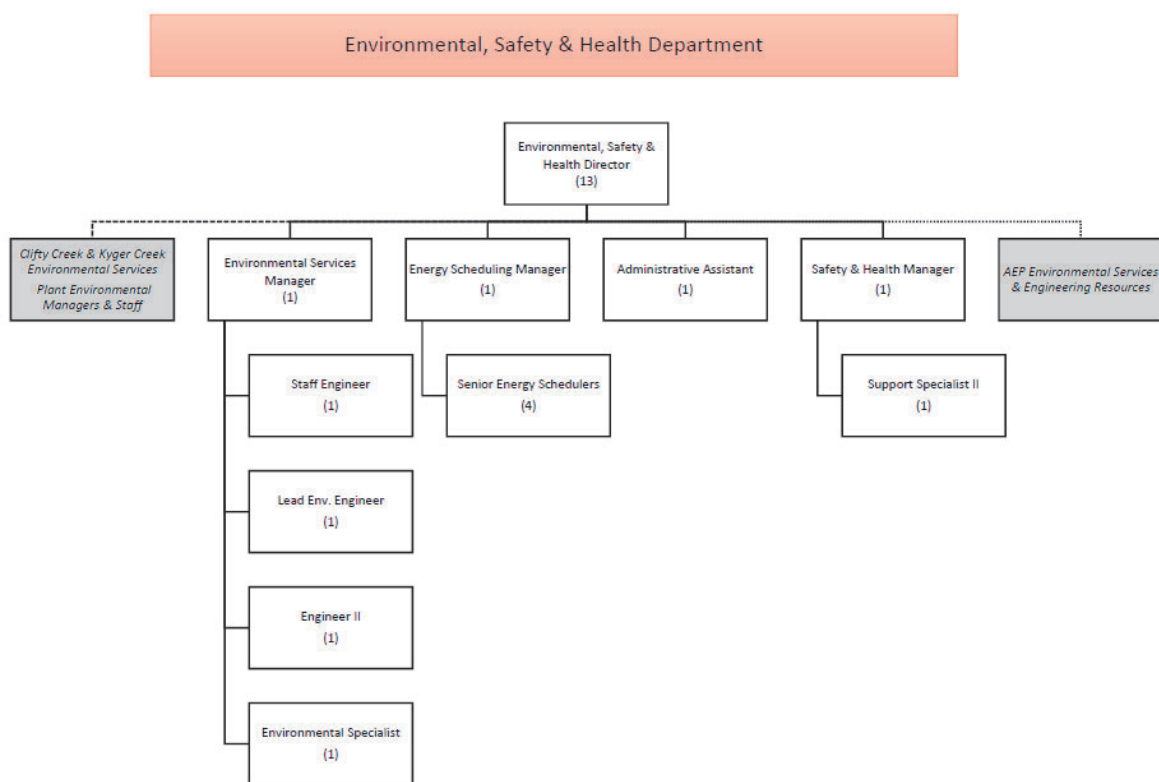 Environmental, Safety & Health Department
Environmental, Safety &
Health Director
(13)
Clifty Creek & Kyger Creek
Environmental Services
Plant Environmental
Managers & Staff
Environmental Services
Manager
(1)
Energy Scheduling Manager
(1)
Administrative Assistant
(1)
Safety & Health Manager
(1)
AEP Environmental Services
& Engineering Resources
Staff Engineer
(1)
Senior Energy Schedulers
(4)
Support Specialist II
(1)
Lead Env. Engineer
(1)
Engineer II
(1)
Environmental Specialist
(1)